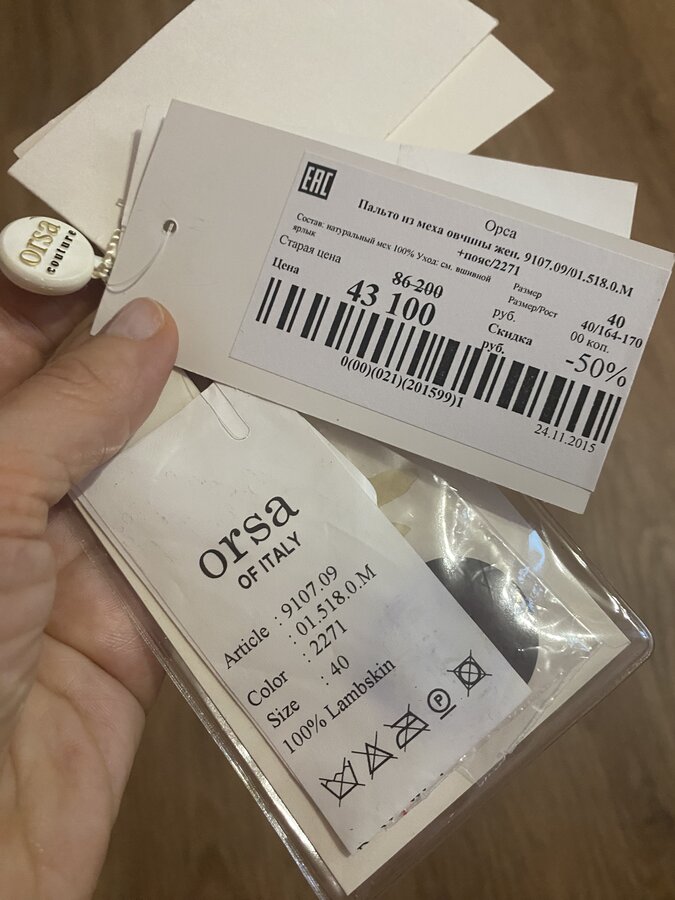 orsa
couture
EAC
Орса
Пальто из меха овчины жен. 9107.09/01.518.0.М
+пояс/2271
Состав: натуральный мех 100% Уход: см. вшивной
ярлык
Старая цена 86 200 руб.
Размер 40
Размер/Рост 40/164-170
Цена 43 100 руб. 00 коп.
Скидка -50%
0(00)(021)(201599)1
24.11.2015
orsa
OF ITALY
Article : 9107.09
: 01.518.0.M
Color : 2271
Size : 40
100% Lambskin
P